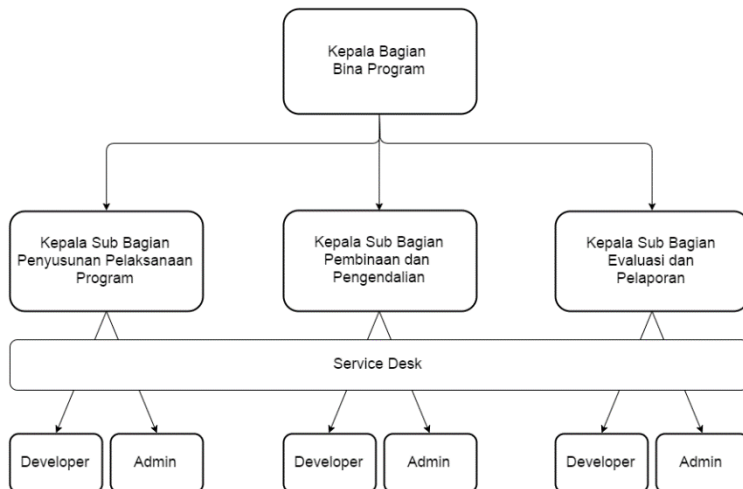 Kepala Bagian
Bina Program
Kepala Sub Bagian
Penyusunan Pelaksanaan
Program
Kepala Sub Bagian
Pembinaan dan
Pengendalian
Kepala Sub Bagian
Evaluasi dan
Pelaporan
Service Desk
Developer
Admin
Developer
Admin
Developer
Admin